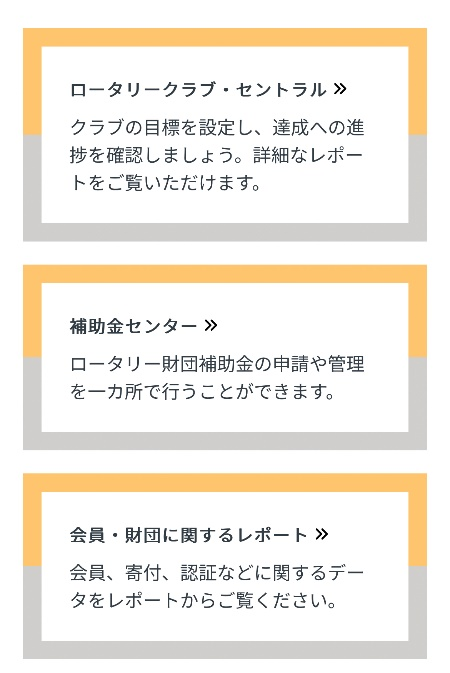 ロータリークラブ・セントラル »
クラブの目標を設定し、達成への進
捗を確認しましょう。詳細なレポー
トをご覧いただけます。
補助金センター »
ロータリー財団補助金の申請や管理
を一カ所で行うことができます。
会員・財団に関するレポート »
会員、寄付、認証などに関するデー
タをレポートからご覧ください。